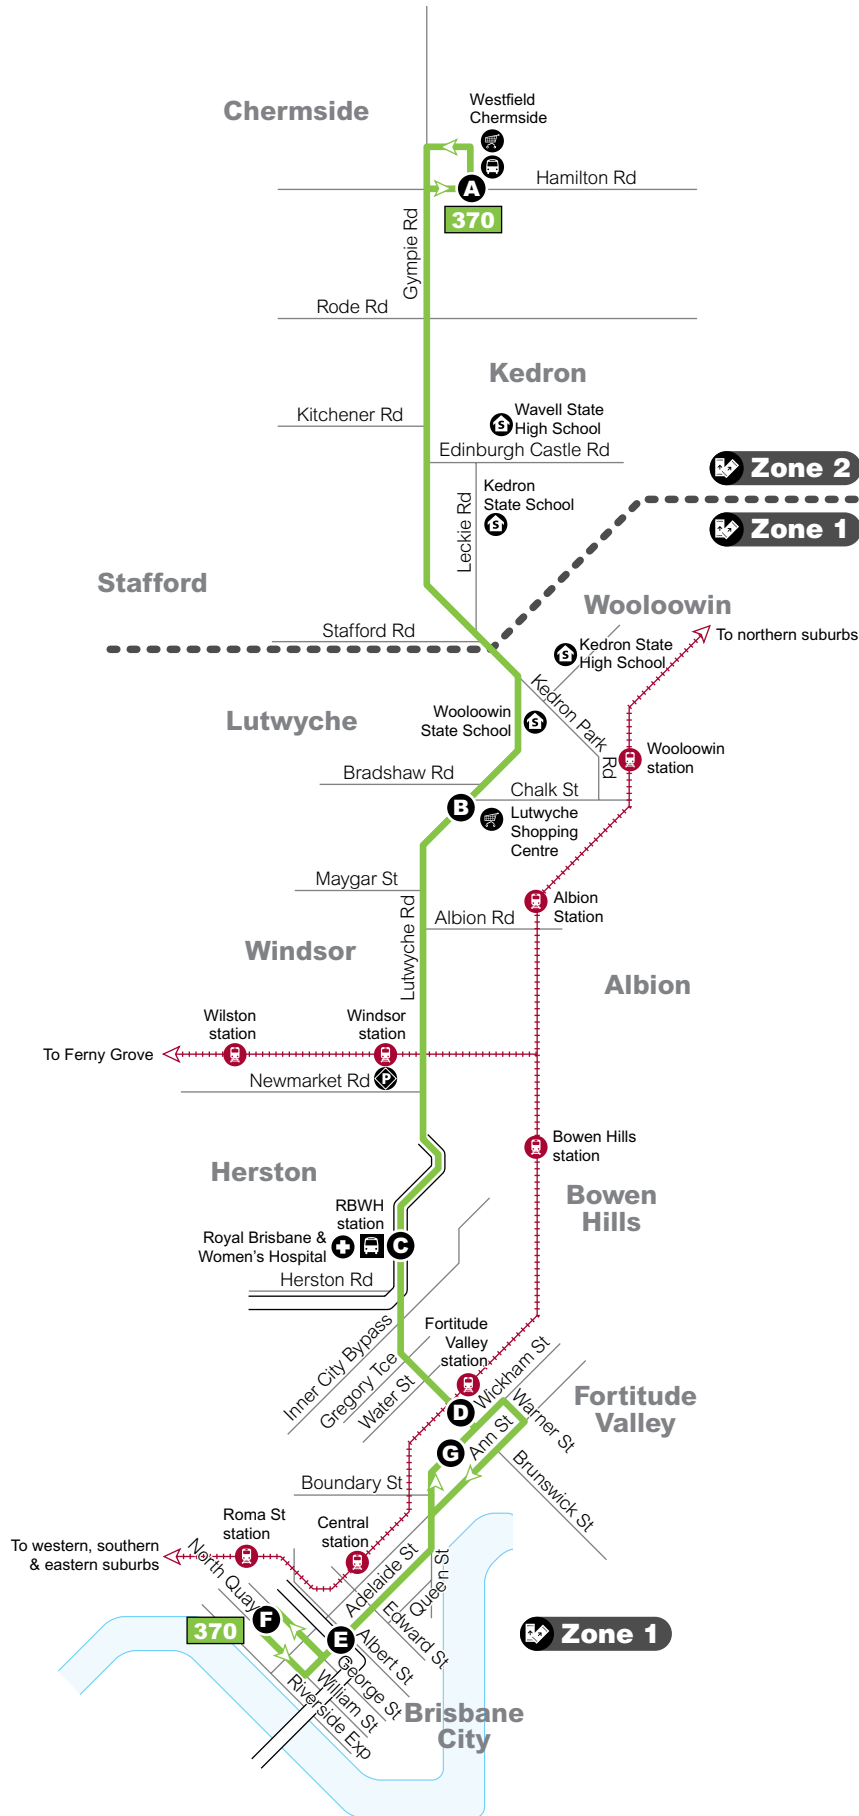 Chermside
Westfield
Chermside
A
Hamilton Rd
370
Gympie Rd
Rode Rd
Kedron
Kitchener Rd
S
Wavell State
High School
Edinburgh Castle Rd
Zone 2
Kedron
State School
S
Leckie Rd
Zone 1
Stafford
Wooloowin
Stafford Rd
To northern suburbs
S
Kedron State
High School
Kedron Park
Rd
Lutwyche
Wooloowin
State School
S
Wooloowin
station
Bradshaw Rd
Chalk St
B
Lutwyche
Shopping
Centre
Maygar St
Albion
Station
Lutwyche Rd
Albion Rd
Windsor
Albion
Wilston
station
Windsor
station
To Ferny Grove
Newmarket Rd
P
Bowen Hills
station
Herston
Bowen
Hills
RBWH
station
Royal Brisbane &
Women's Hospital
C
Herston Rd
Inner City Bypass
Gregory Tce
Water St
Fortitude
Valley
station
Wickham St
D
Warner St
Fortitude
Valley
G
Ann St
Brunswick St
Boundary St
Roma St
station
Central
station
To western, southern
& eastern suburbs
North Quay
Adelaide St
Queen St
Edward St
370
F
E
Albert St
George St
William St
Riverside Exp
Zone 1
Brisbane
City